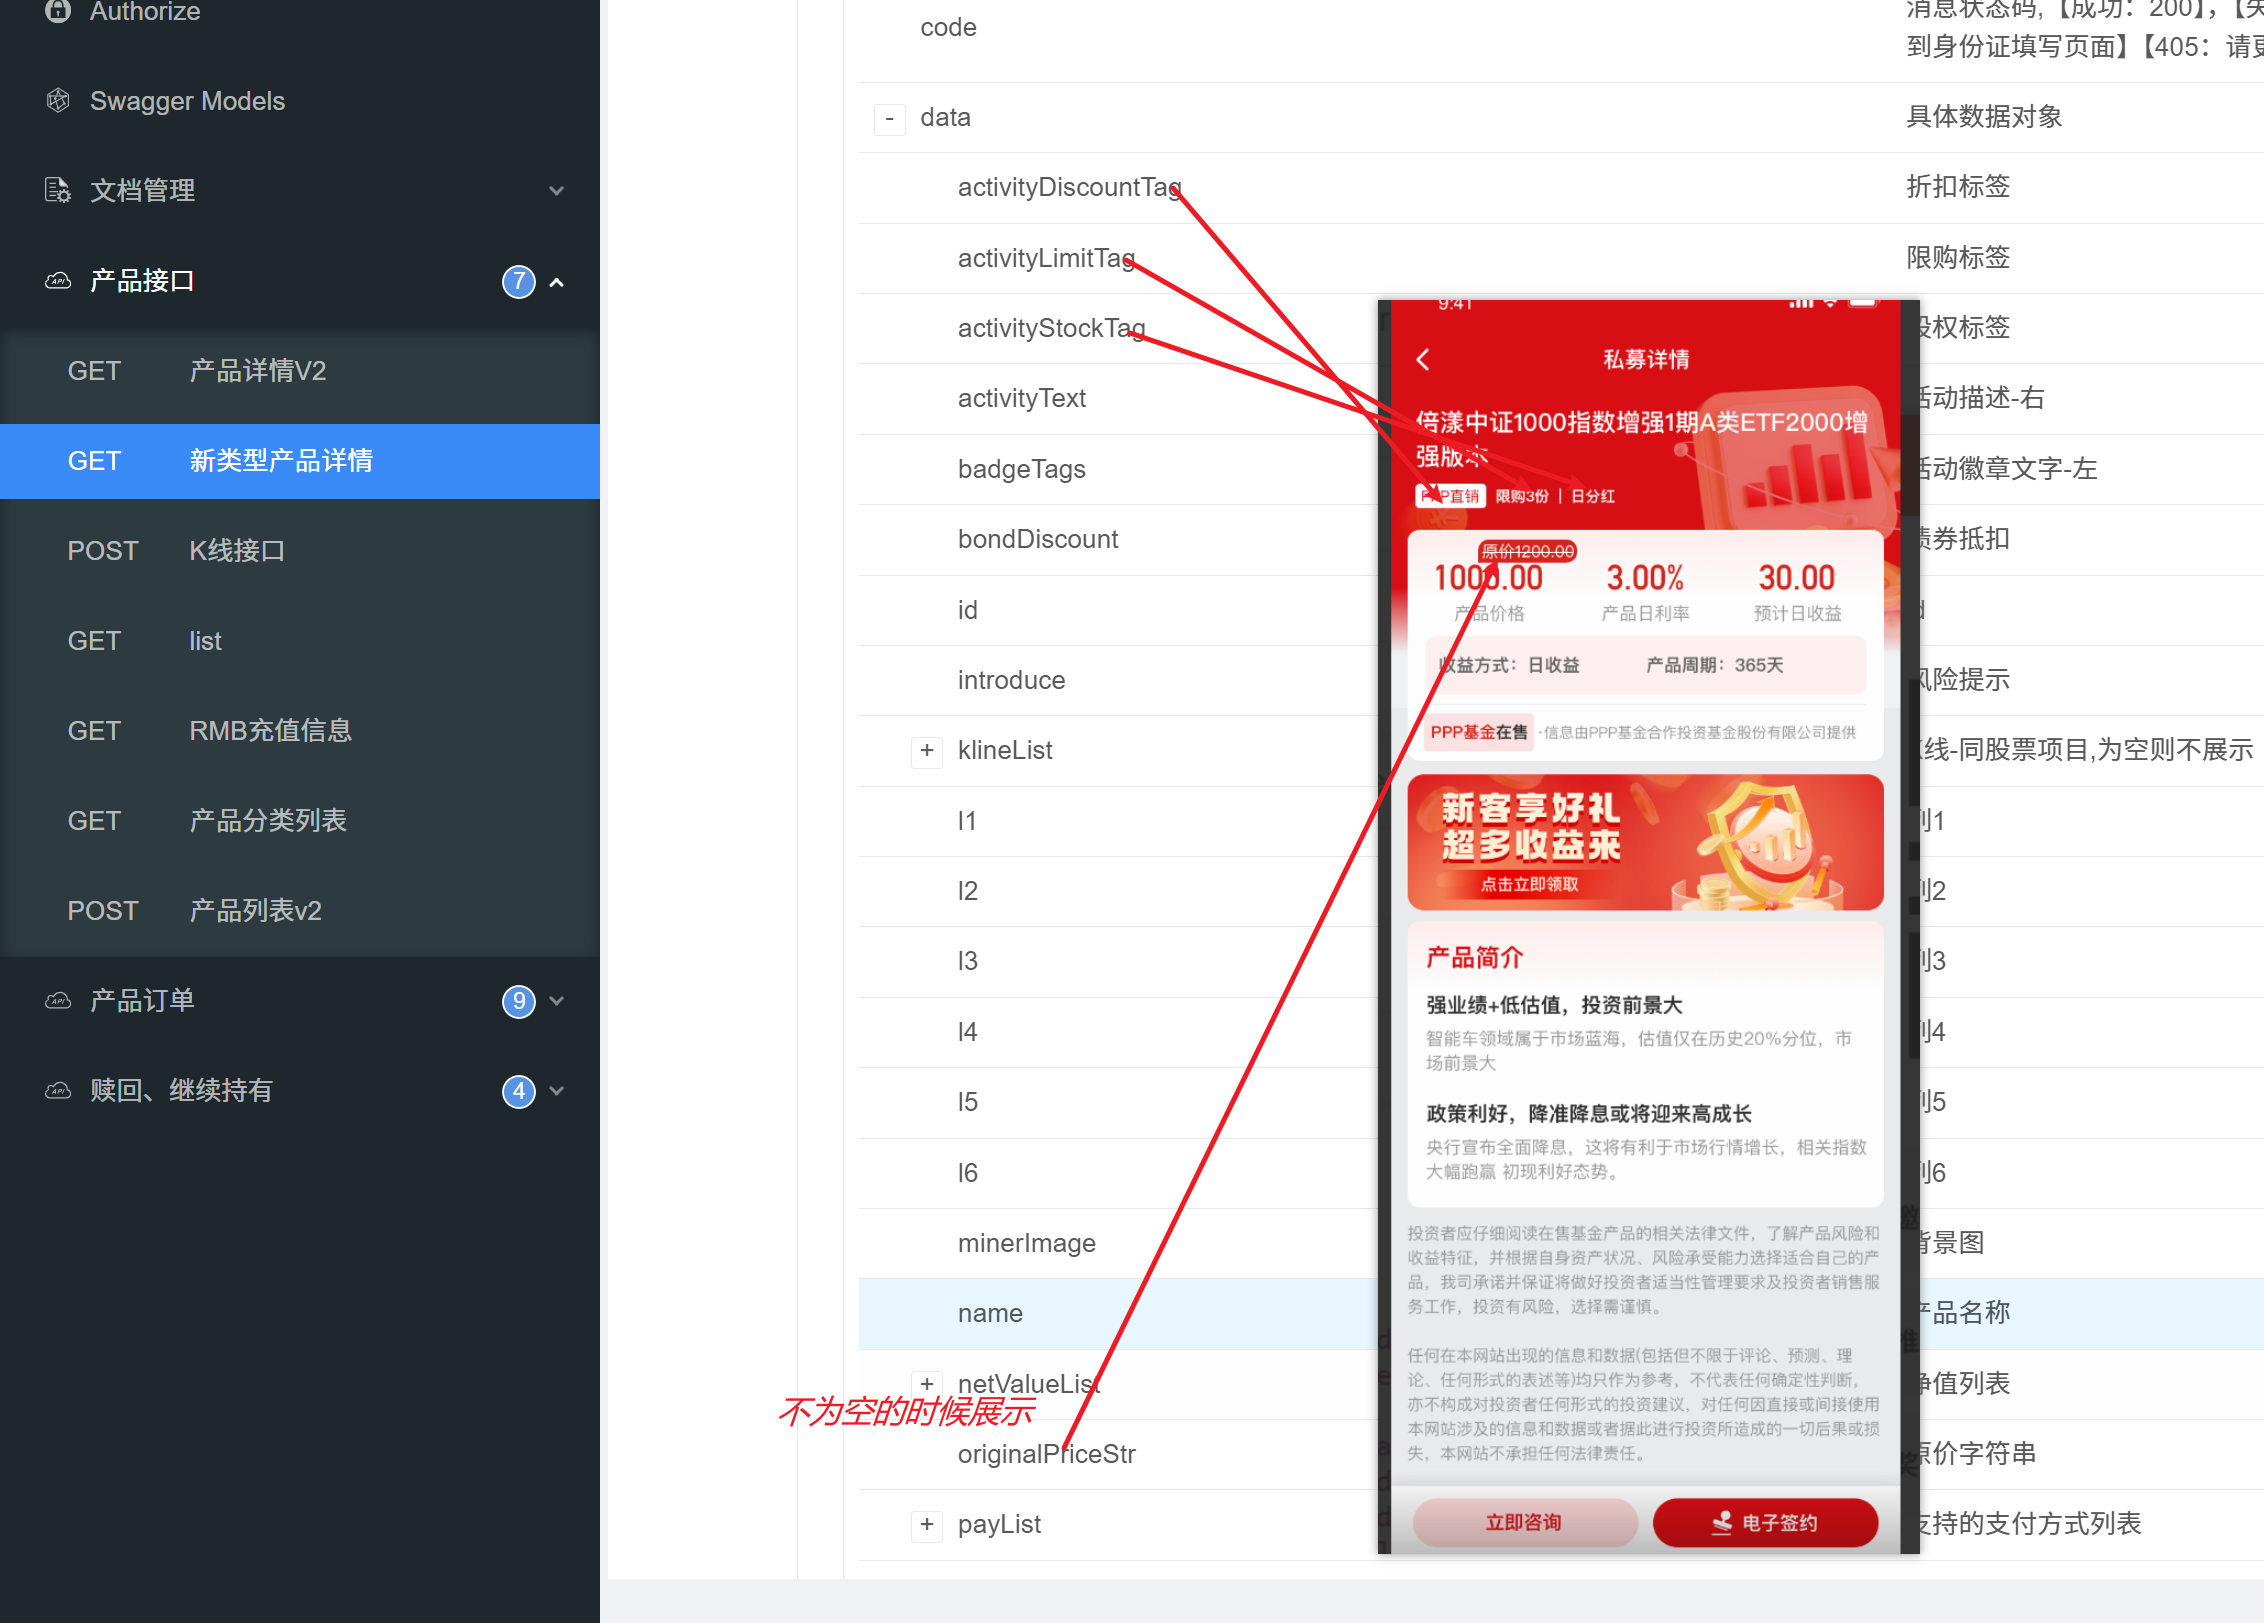 Authorize
Swagger Models
文档管理
产品接口
7
GET 产品详情V2
GET 新类型产品详情
POST K线接口
GET list
GET RMB充值信息
GET 产品分类列表
POST 产品列表v2
产品订单
9
赎回、继续持有
4
code
消息状态码,【成功：200】,【失
到身份证填写页面】【405：请更
- data 具体数据对象
activityDiscountTag 折扣标签
activityLimitTag 限购标签
activityStockTag 股权标签
activityText 活动描述-右
badgeTags 活动徽章文字-左
bondDiscount 债券抵扣
id
introduce 风险提示
+ klineList 线-同股票项目,为空则不展示
l1 列1
l2 列2
l3 列3
l4 列4
l5 列5
l6 列6
minerImage 背景图
name 产品名称
+ netValueList 净值列表
不为空的时候展示
originalPriceStr 原价字符串
+ payList 支持的支付方式列表
9:41
私募详情
倍漾中证1000指数增强1期A类ETF2000增
强版本
PPP直销 限购3份 | 日分红
原价1200.00
1000.00 3.00% 30.00
产品价格 产品日利率 预计日收益
收益方式：日收益 产品周期：365天
PPP基金在售 ·信息由PPP基金合作投资基金股份有限公司提供
新客享好礼
超多收益来
点击立即领取
产品简介
强业绩+低估值，投资前景大
智能车领域属于市场蓝海，估值仅在历史20%分位，市
场前景大
政策利好，降准降息或将迎来高成长
央行宣布全面降息，这将有利于市场行情增长，相关指数
大幅跑赢 初现利好态势。
投资者应仔细阅读在售基金产品的相关法律文件，了解产品风险和
收益特征，并根据自身资产状况、风险承受能力选择适合自己的产
品，我司承诺并保证将做好投资者适当性管理要求及投资者销售服
务工作，投资有风险，选择需谨慎。
任何在本网站出现的信息和数据(包括但不限于评论、预测、理
论、任何形式的表述等)均只作为参考，不代表任何确定性判断，
亦不构成对投资者任何形式的投资建议，对任何因直接或间接使用
本网站涉及的信息和数据或者据此进行投资所造成的一切后果或损
失，本网站不承担任何法律责任。
立即咨询 电子签约